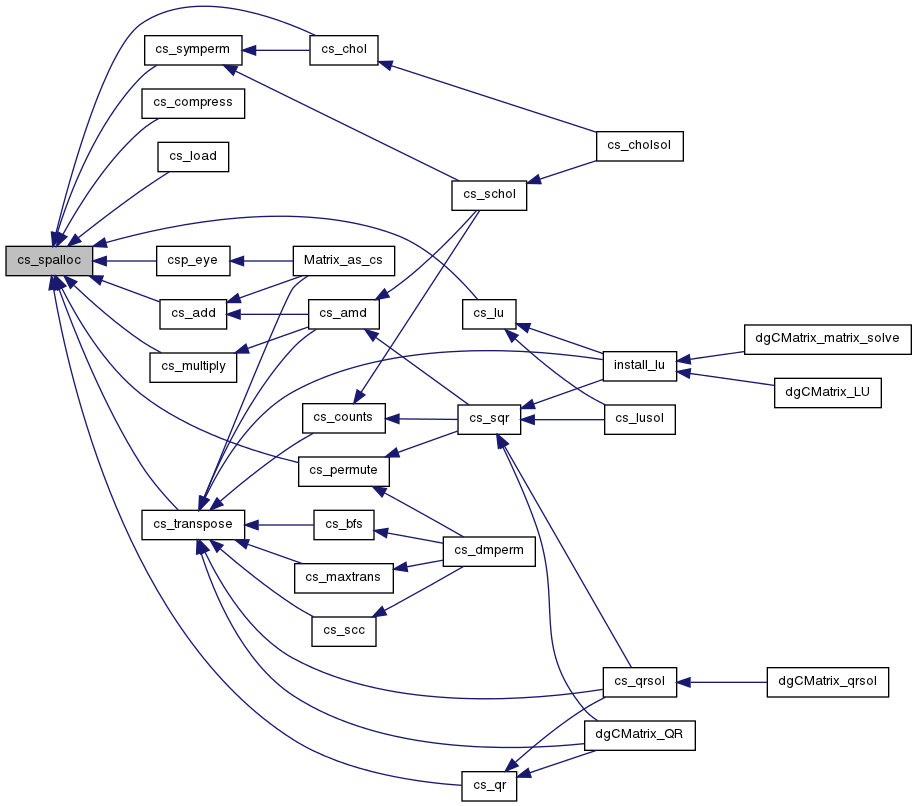 cs_symperm
cs_chol
cs_compress
cs_cholsol
cs_load
cs_schol
cs_spalloc
csp_eye
Matrix_as_cs
cs_add
cs_amd
cs_lu
dgCMatrix_matrix_solve
cs_multiply
install_lu
dgCMatrix_LU
cs_counts
cs_sqr
cs_lusol
cs_permute
cs_transpose
cs_bfs
cs_dmperm
cs_maxtrans
cs_scc
cs_qrsol
dgCMatrix_qrsol
dgCMatrix_QR
cs_qr